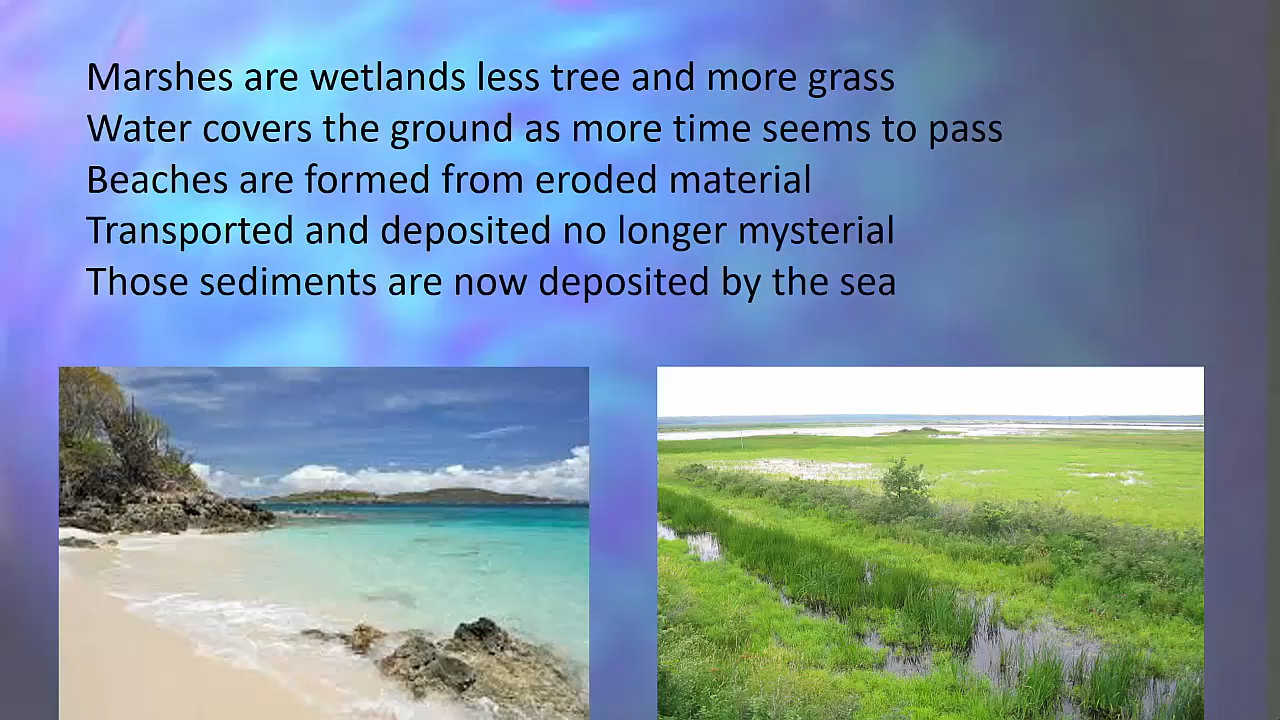 Marshes are wetlands less tree and more grass
Water covers the ground as more time seems to pass
Beaches are formed from eroded material
Transported and deposited no longer mysterial
Those sediments are now deposited by the sea